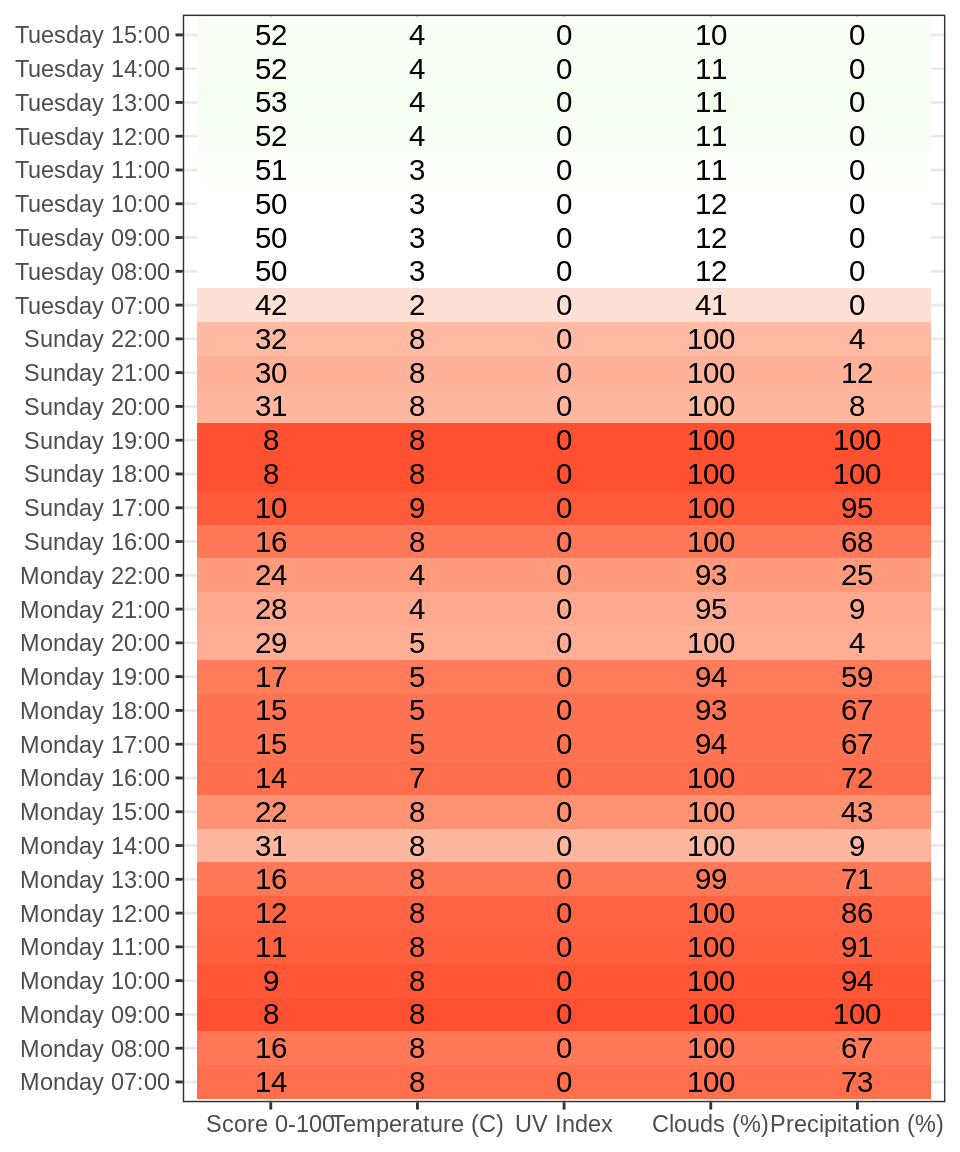 Tuesday 15:00 52 4 0 10 0
Tuesday 14:00 52 4 0 11 0
Tuesday 13:00 53 4 0 11 0
Tuesday 12:00 52 4 0 11 0
Tuesday 11:00 51 3 0 11 0
Tuesday 10:00 50 3 0 12 0
Tuesday 09:00 50 3 0 12 0
Tuesday 08:00 50 3 0 12 0
Tuesday 07:00 42 2 0 41 0
Sunday 22:00 32 8 0 100 4
Sunday 21:00 30 8 0 100 12
Sunday 20:00 31 8 0 100 8
Sunday 19:00 8 8 0 100 100
Sunday 18:00 8 8 0 100 100
Sunday 17:00 10 9 0 100 95
Sunday 16:00 16 8 0 100 68
Monday 22:00 24 4 0 93 25
Monday 21:00 28 4 0 95 9
Monday 20:00 29 5 0 100 4
Monday 19:00 17 5 0 94 59
Monday 18:00 15 5 0 93 67
Monday 17:00 15 5 0 94 67
Monday 16:00 14 7 0 100 72
Monday 15:00 22 8 0 100 43
Monday 14:00 31 8 0 100 9
Monday 13:00 16 8 0 99 71
Monday 12:00 12 8 0 100 86
Monday 11:00 11 8 0 100 91
Monday 10:00 9 8 0 100 94
Monday 09:00 8 8 0 100 100
Monday 08:00 16 8 0 100 67
Monday 07:00 14 8 0 100 73
Score 0-100 Temperature (C) UV Index Clouds (%) Precipitation (%)